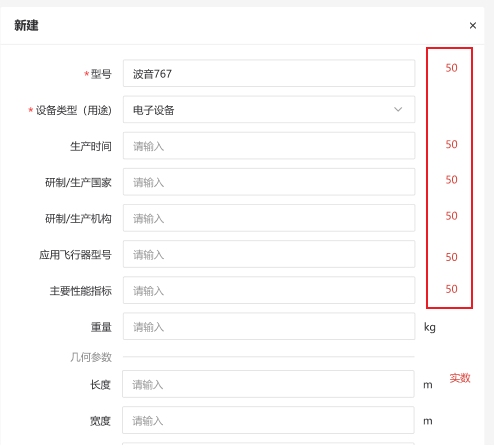 新建 ×
*型号 波音767 50
*设备类型（用途) 电子设备
生产时间 请输入 50
研制/生产国家 请输入 50
研制/生产机构 请输入 50
应用飞行器型号 请输入 50
主要性能指标 请输入 50
重量 请输入 kg
几何参数
长度 请输入 m 实数
宽度 请输入 m